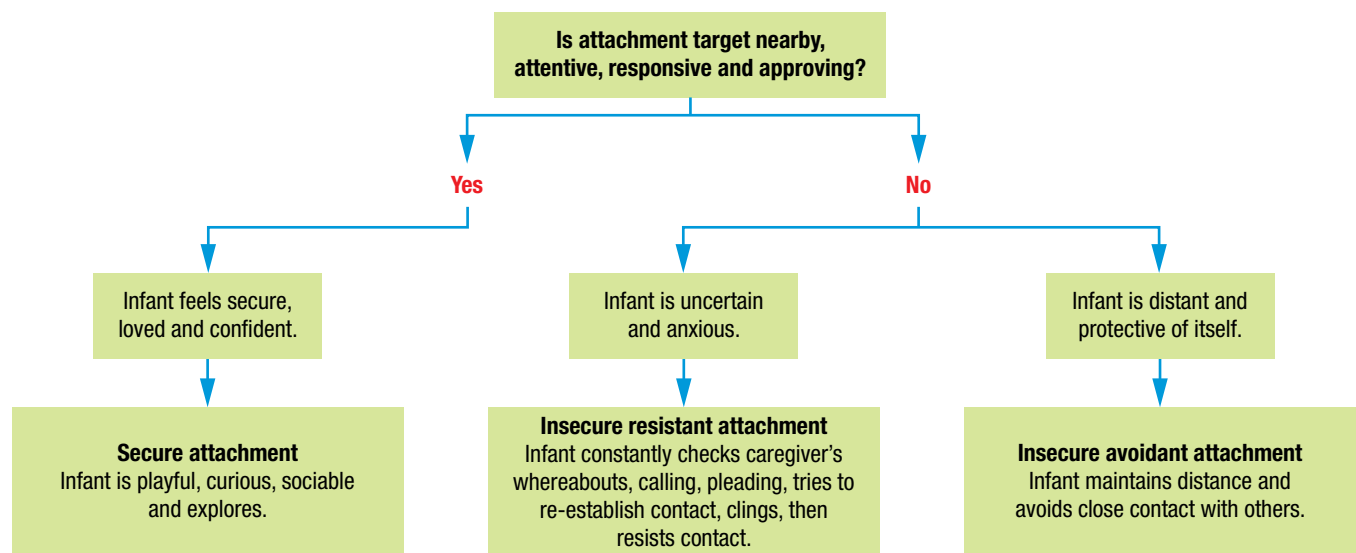 Is attachment target nearby,
attentive, responsive and approving?
Yes
No
Infant feels secure,
loved and confident.
Infant is uncertain
and anxious.
Infant is distant and
protective of itself.
Secure attachment
Infant is playful, curious, sociable
and explores.
Insecure resistant attachment
Infant constantly checks caregiver’s
whereabouts, calling, pleading, tries to
re-establish contact, clings, then
resists contact.
Insecure avoidant attachment
Infant maintains distance and
avoids close contact with others.